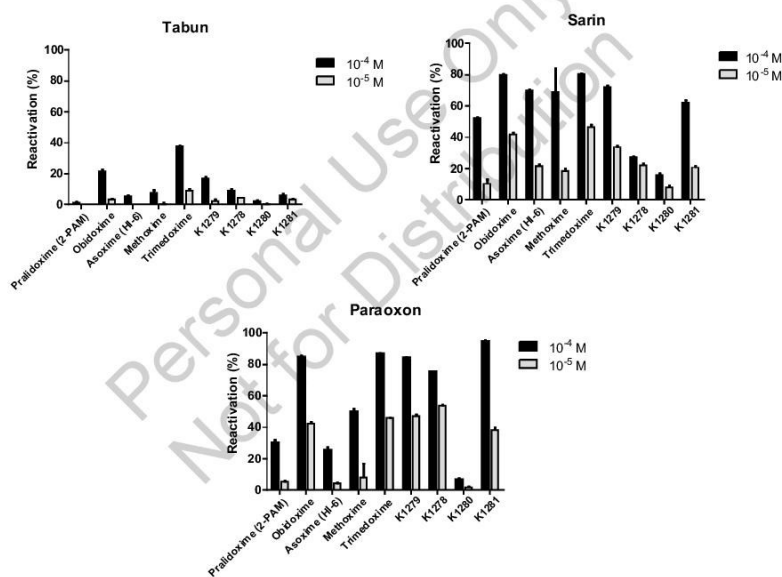 Tabun
Reactivation (%)
100
80
60
40
20
0
10⁻⁴ M
10⁻⁵ M
Pralidoxime (2-PAM)
Obidoxime
Asoxime (HI-6)
Methoxime
Trimedoxime
K1279
K1278
K1280
K1281
Sarin
Reactivation (%)
100
80
60
40
20
0
10⁻⁴ M
10⁻⁵ M
Pralidoxime (2-PAM)
Obidoxime
Asoxime (HI-6)
Methoxime
Trimedoxime
K1279
K1278
K1280
K1281
Paraoxon
Reactivation (%)
100
80
60
40
20
0
10⁻⁴ M
10⁻⁵ M
Pralidoxime (2-PAM)
Obidoxime
Asoxime (HI-6)
Methoxime
Trimedoxime
K1279
K1278
K1280
K1281
Personal Use Only
Not for Distribution